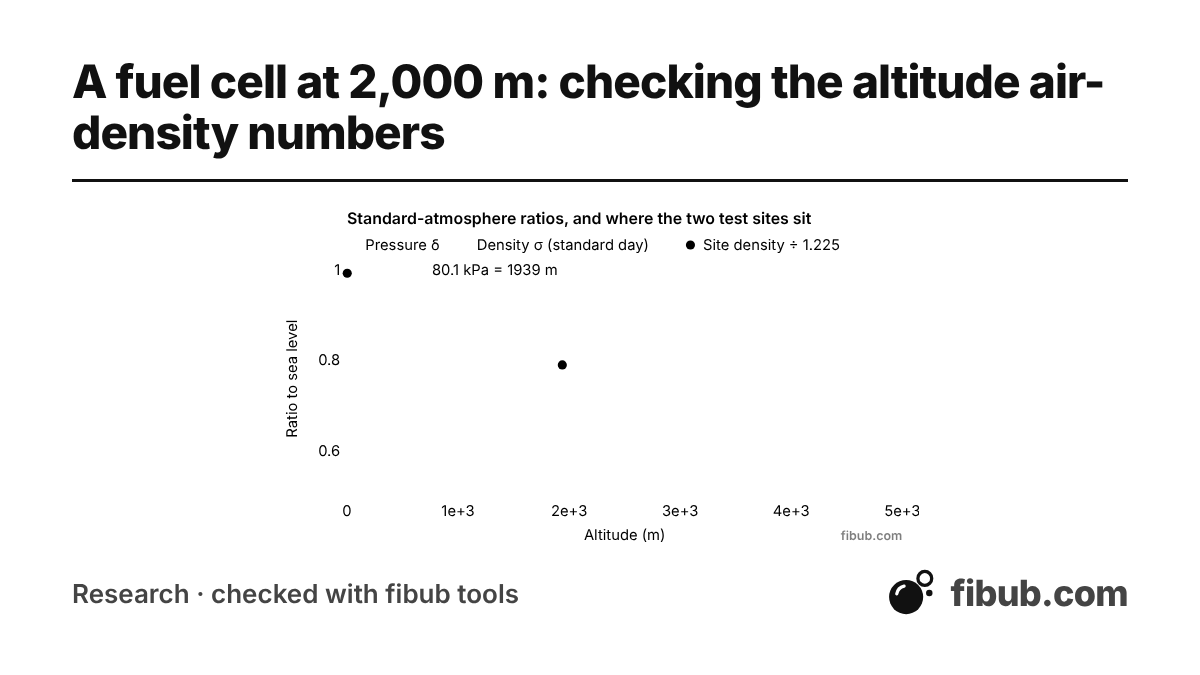 A fuel cell at 2,000 m: checking the altitude air-
density numbers
Standard-atmosphere ratios, and where the two test sites sit
Pressure δ Density σ (standard day) Site density ÷ 1.225
1 80.1 kPa = 1939 m
Ratio to sea level
0.8
0.6
0 1e+3 2e+3 3e+3 4e+3 5e+3
Altitude (m)
fibub.com
Research · checked with fibub tools
fibub.com